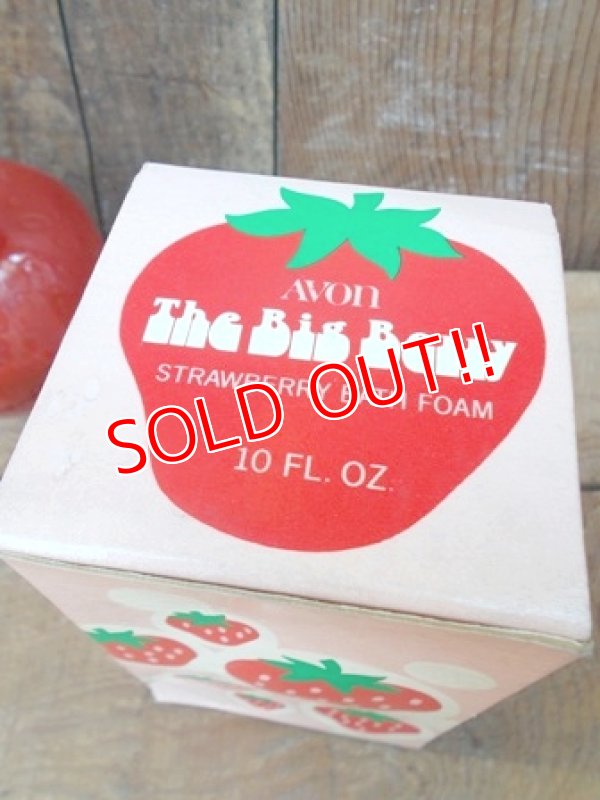 AVON
The Big Berry
STRAWBERRY BATH FOAM
10 FL. OZ.
SOLD OUT!!